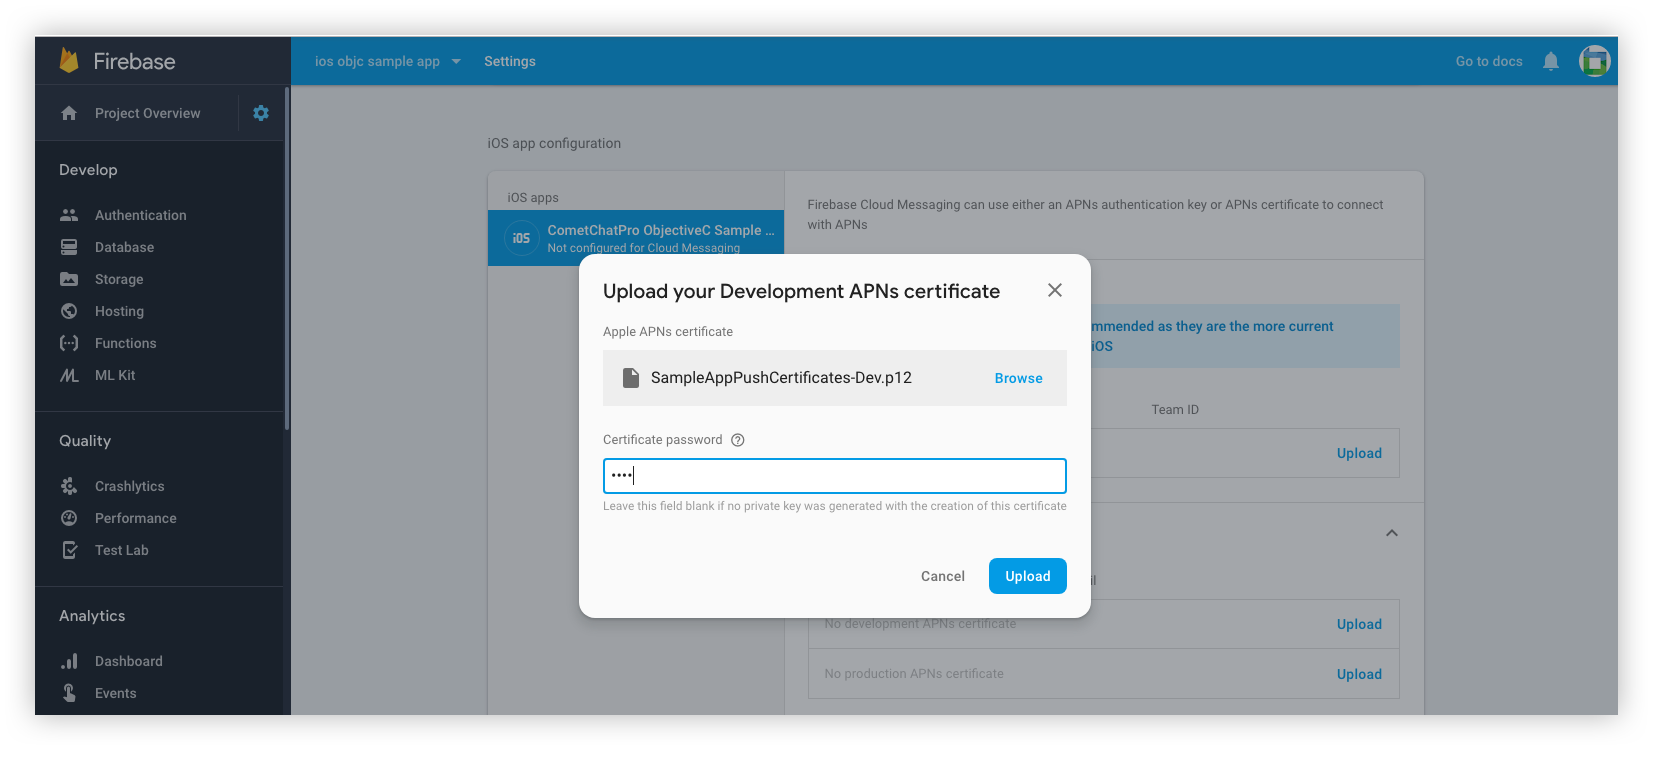 Firebase
ios objc sample app
Settings
Go to docs
Project Overview
Develop
Authentication
Database
Storage
Hosting
Functions
ML Kit
Quality
Crashlytics
Performance
Test Lab
Analytics
Dashboard
Events
iOS app configuration
iOS apps
iOS
CometChatPro ObjectiveC Sample ...
Not configured for Cloud Messaging
Firebase Cloud Messaging can use either an APNs authentication key or APNs certificate to connect
with APNs
mmended as they are the more current
iOS
Team ID
Upload
Upload your Development APNs certificate
Apple APNs certificate
SampleAppPushCertificates-Dev.p12
Browse
Certificate password
••••
Leave this field blank if no private key was generated with the creation of this certificate
Cancel
Upload
No development APNs certificate
Upload
No production APNs certificate
Upload